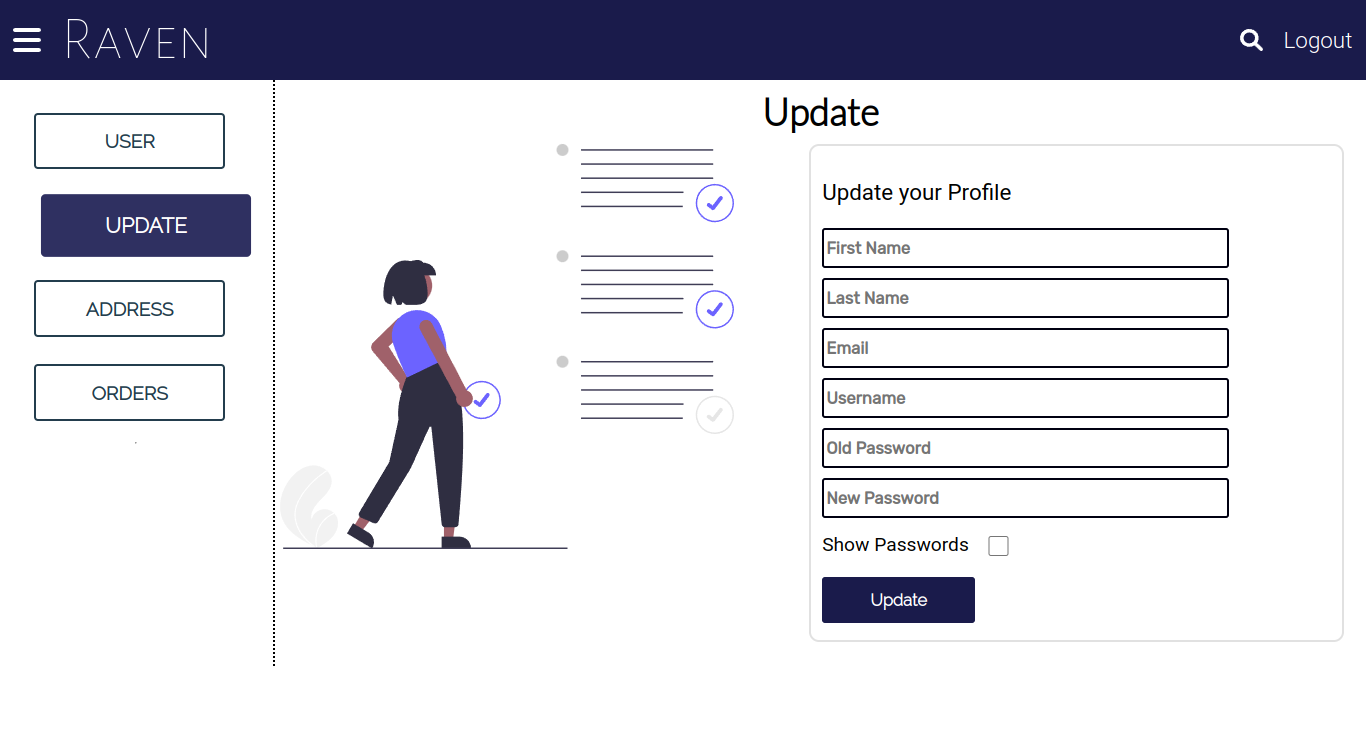 RAVEN
Logout
USER
UPDATE
ADDRESS
ORDERS
Update
Update your Profile
First Name
Last Name
Email
Username
Old Password
New Password
Show Passwords
Update